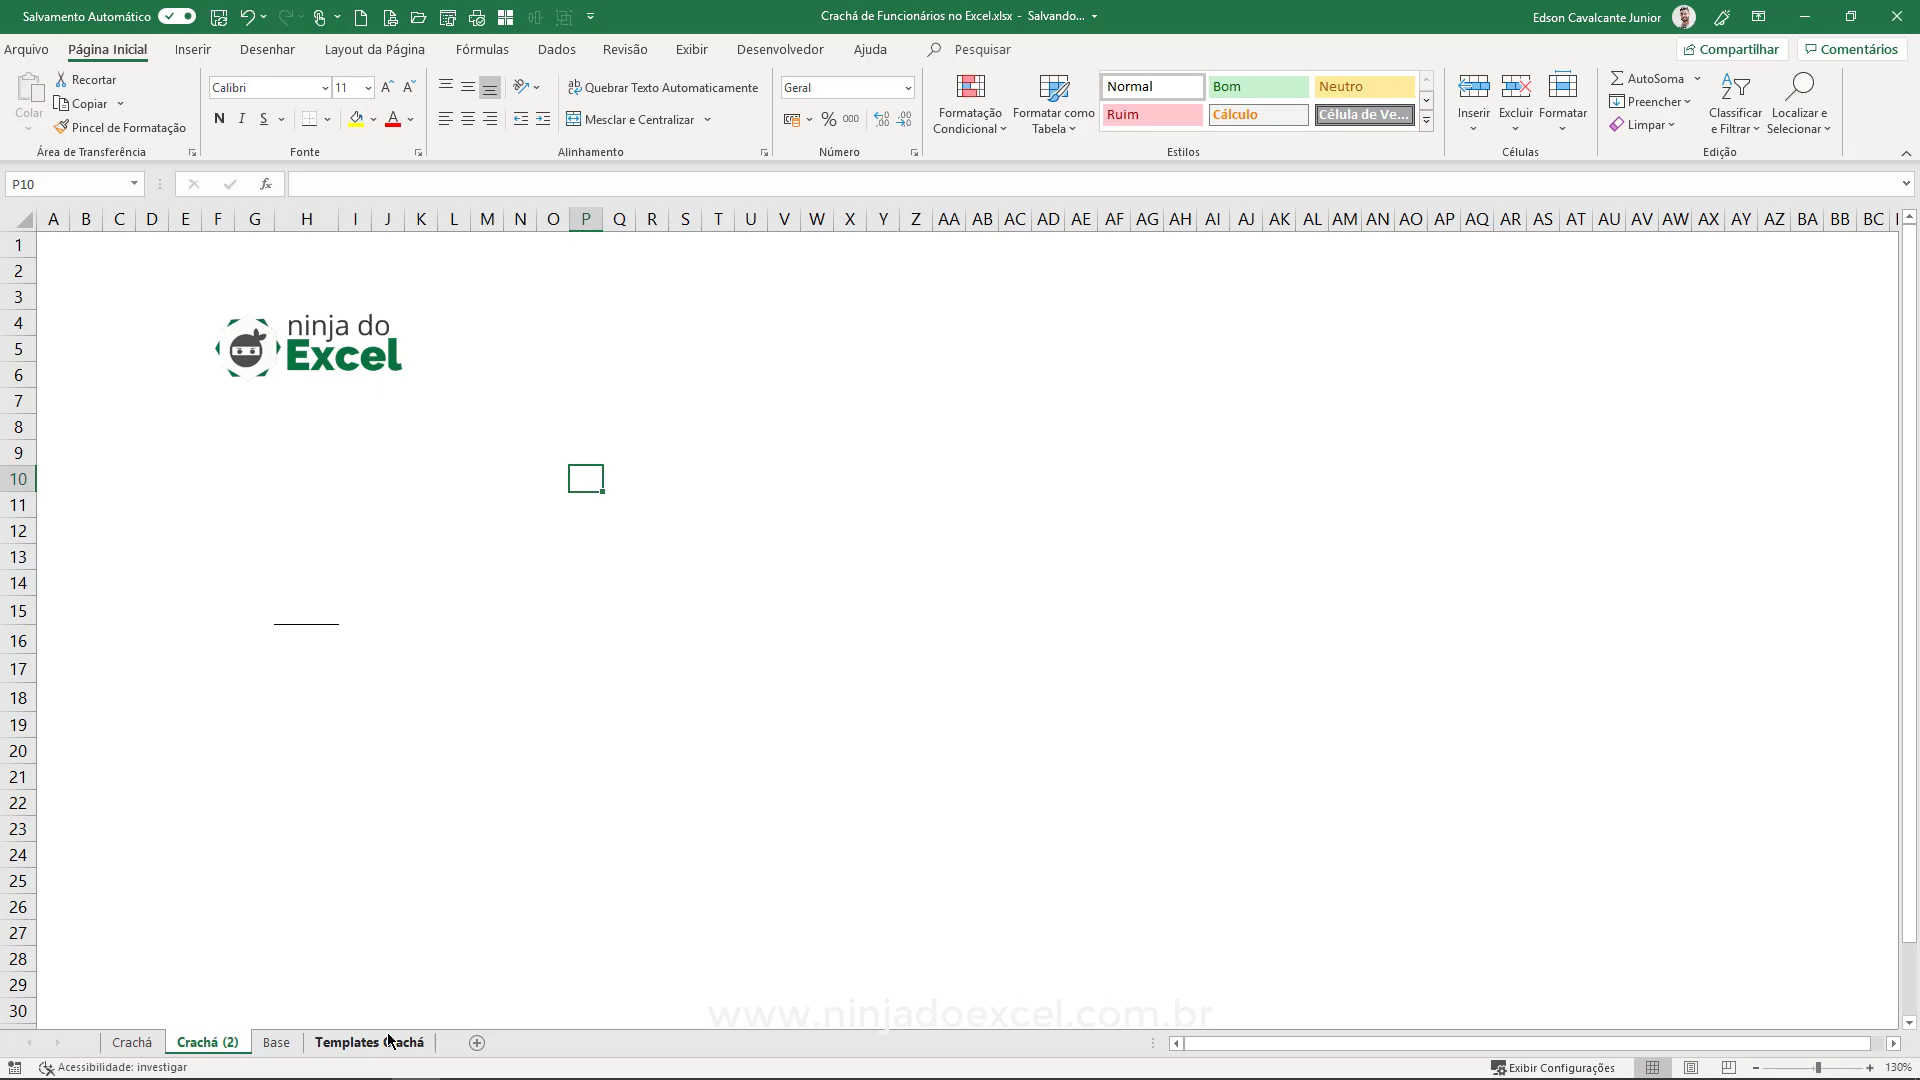 Salvamento Automático
Crachá de Funcionários no Excel.xlsx - Salvando...
Edson Cavalcante Junior
Arquivo Página Inicial Inserir Desenhar Layout da Página Fórmulas Dados Revisão Exibir Desenvolvedor Ajuda Pesquisar Compartilhar Comentários
Colar
Recortar
Copiar
Pincel de Formatação
Área de Transferência
Calibri 11
N I S
Fonte
Quebrar Texto Automaticamente
Mesclar e Centralizar
Alinhamento
Geral
% 000
Número
Formatação Condicional
Formatar como Tabela
Normal Bom Neutro
Ruim Cálculo Célula de Ve...
Estilos
Inserir Excluir Formatar
Células
AutoSoma
Preencher
Limpar
Classificar e Filtrar
Localizar e Selecionar
Edição
P10
fx
A B C D E F G H I J K L M N O P Q R S T U V W X Y Z AA AB AC AD AE AF AG AH AI AJ AK AL AM AN AO AP AQ AR AS AT AU AV AW AX AY AZ BA BB BC
1
2
3
4
5
6
7
8
9
10
11
12
13
14
15
16
17
18
19
20
21
22
23
24
25
26
27
28
29
30
ninja do
Excel
www.ninjadoexcel.com.br
Crachá Crachá (2) Base Templates Crachá
Acessibilidade: investigar
Exibir Configurações
130%